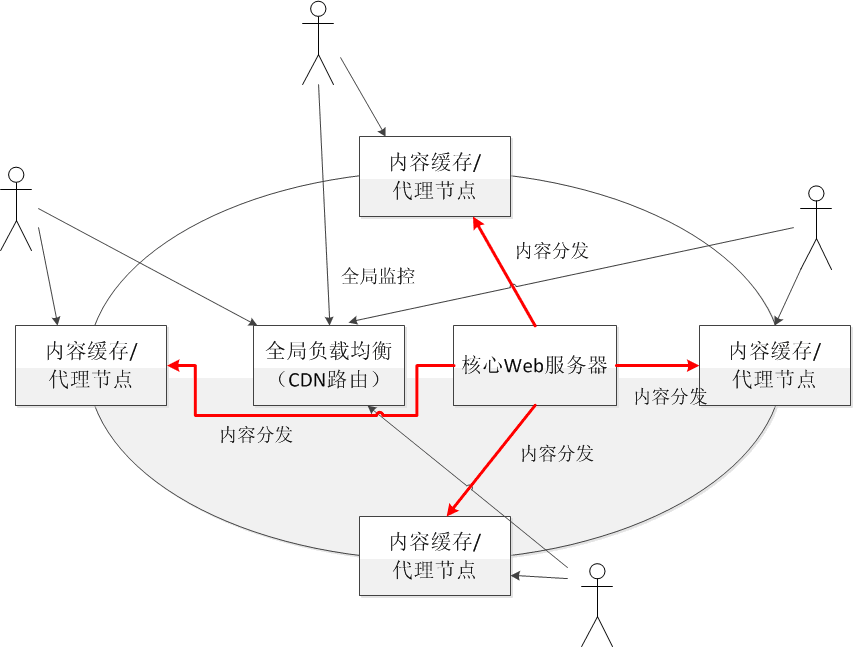 内容缓存/
代理节点
内容分发
全局监控
内容缓存/
代理节点
全局负载均衡
（CDN路由）
核心Web服务器
内容缓存/
代理节点
内容分发
内容分发
内容分发
内容缓存/
代理节点